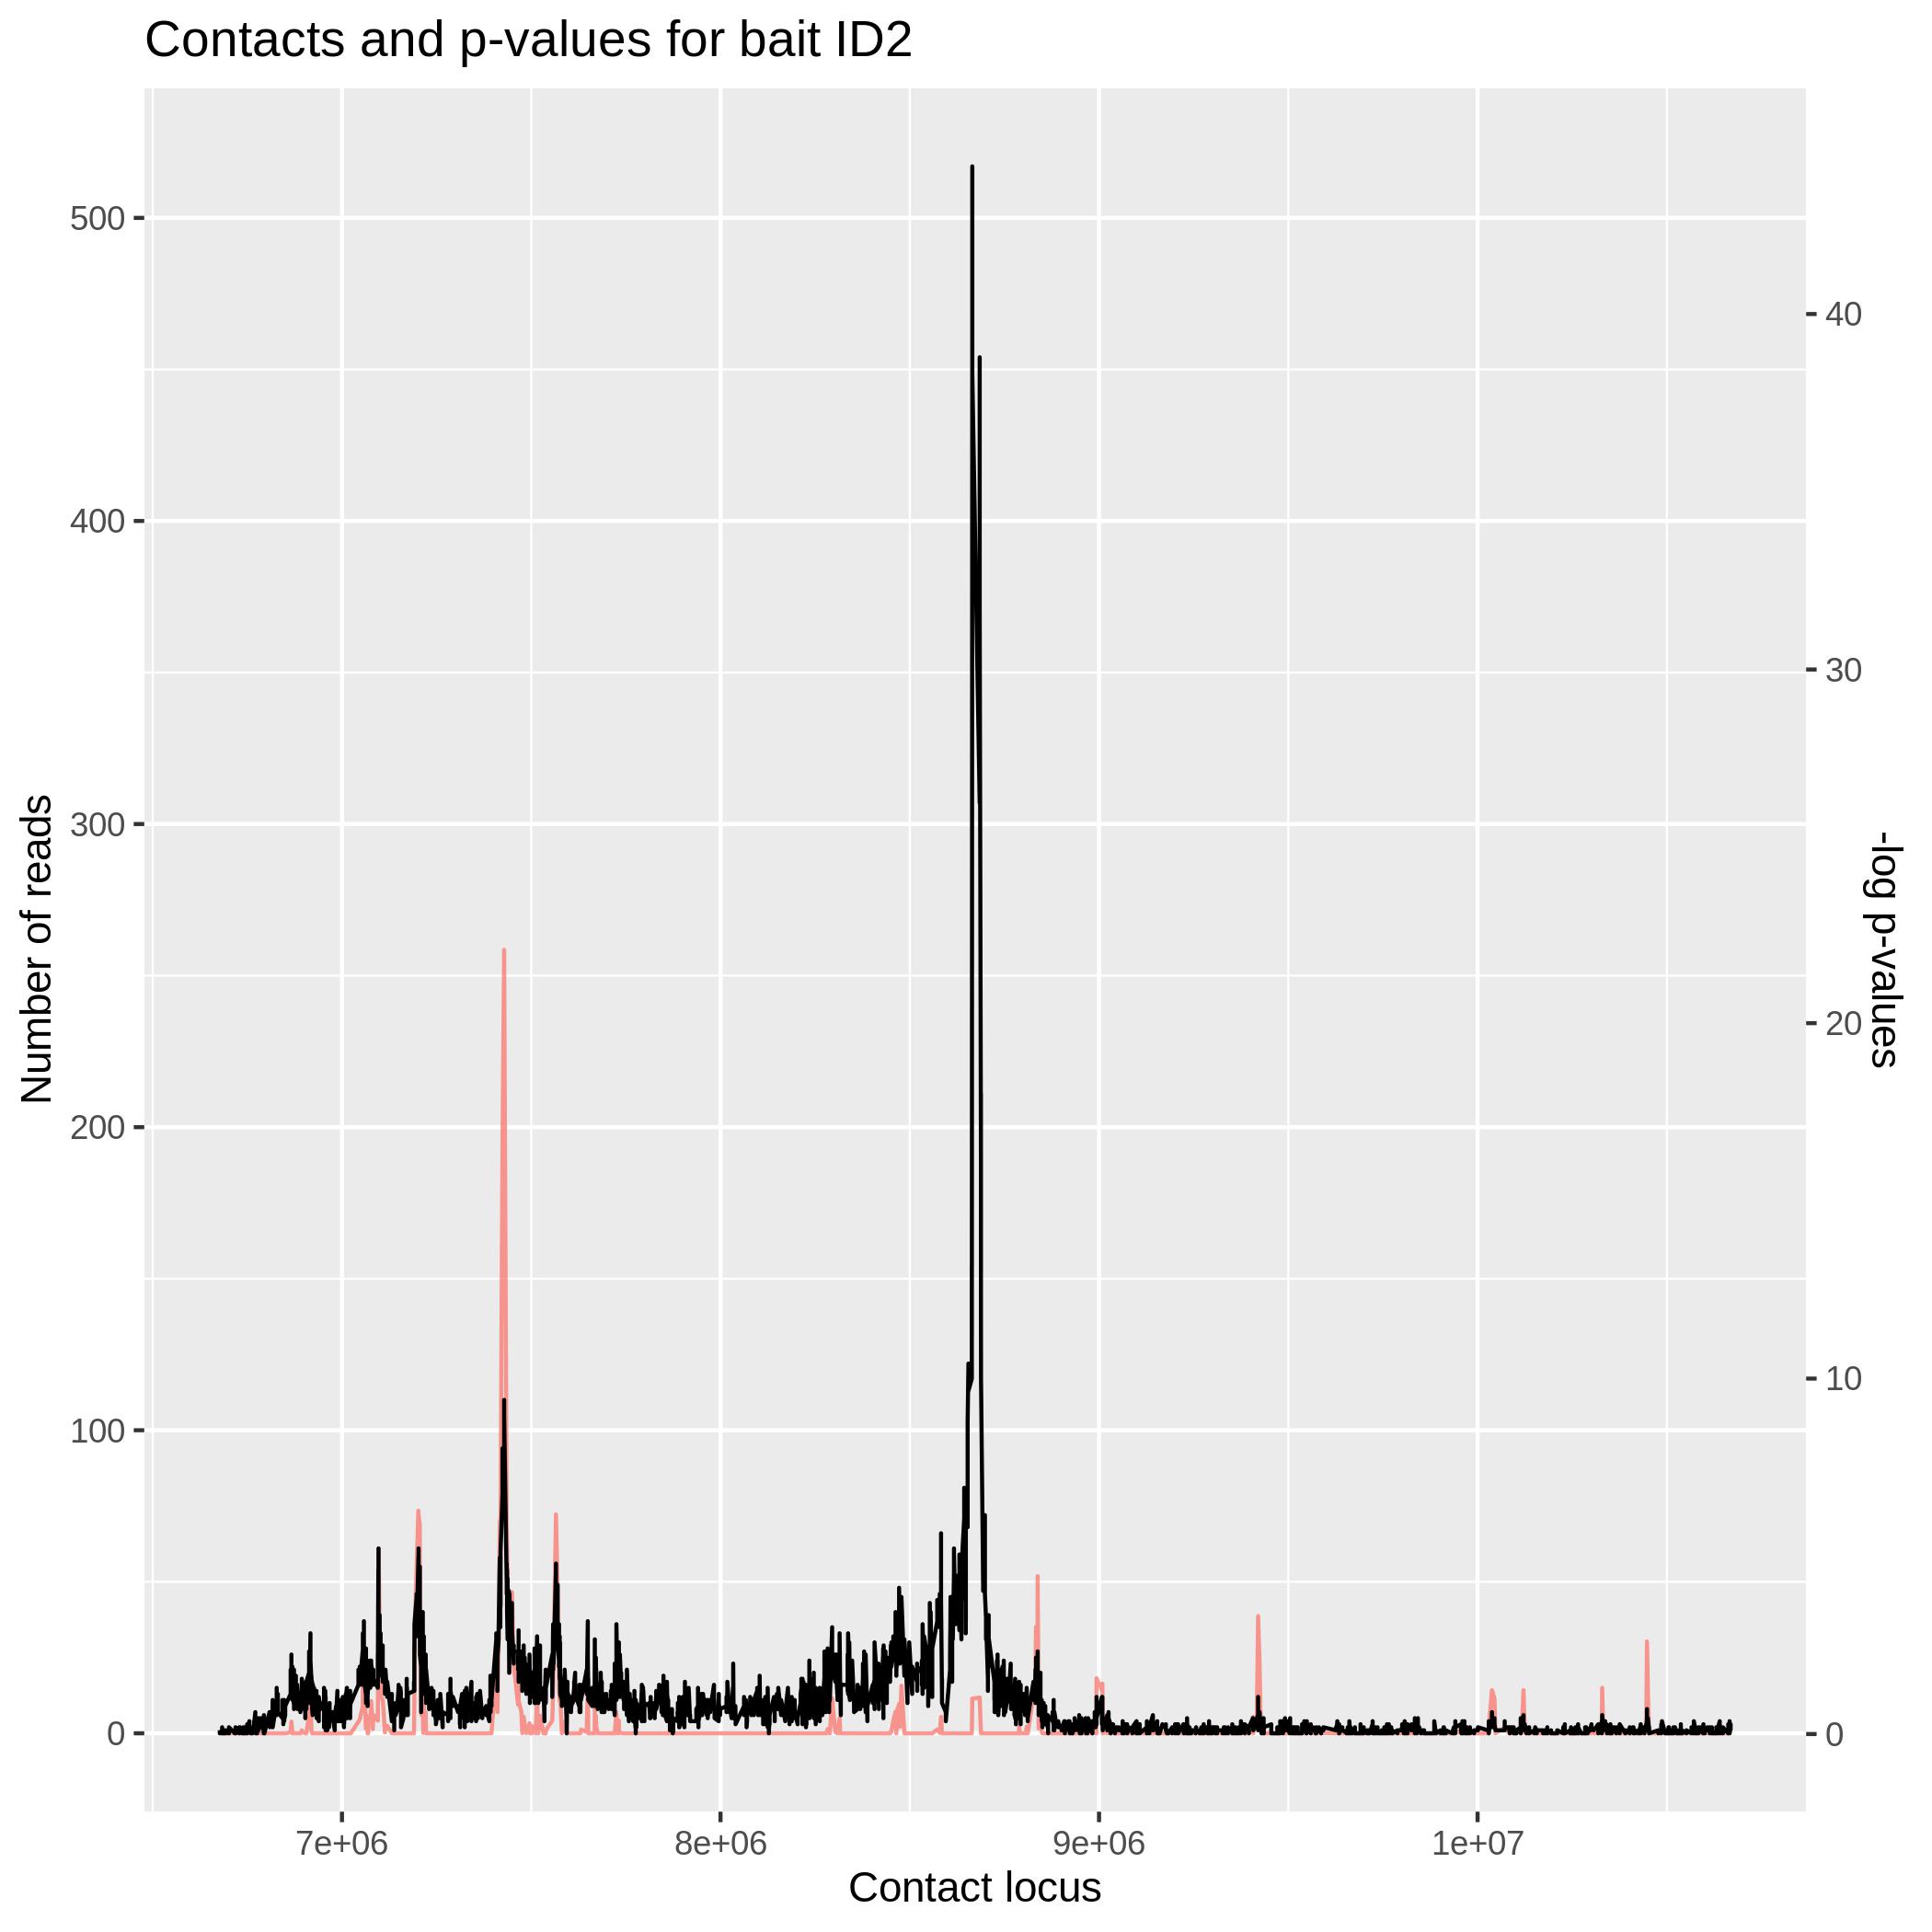 Contacts and p-values for bait ID2
Number of reads
500
400
300
200
100
0
40
30
20
10
0
-log p-values
7e+06
8e+06
9e+06
1e+07
Contact locus